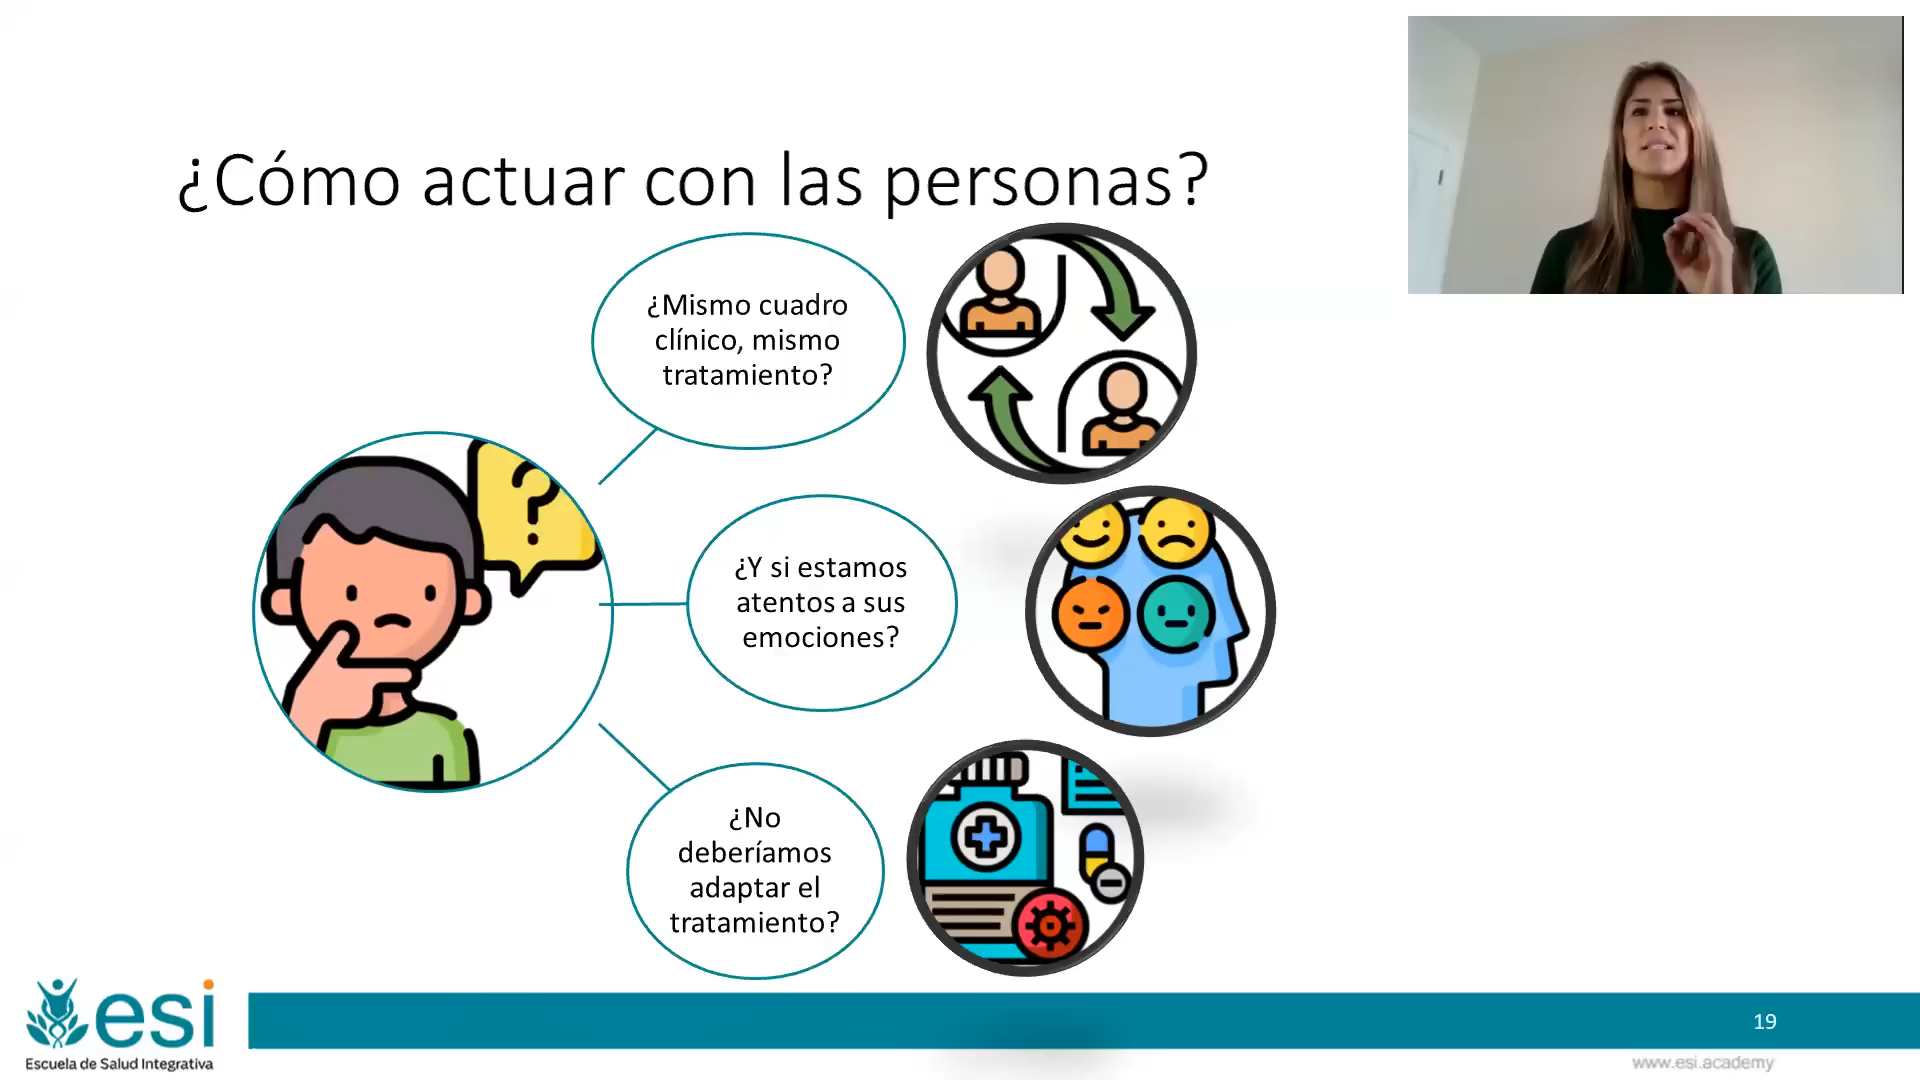 ¿Cómo actuar con las personas?
¿Mismo cuadro
clínico, mismo
tratamiento?
?
¿Y si estamos
atentos a sus
emociones?
¿No
deberíamos
adaptar el
tratamiento?
esi
Escuela de Salud Integrativa
19
www.esi.academy